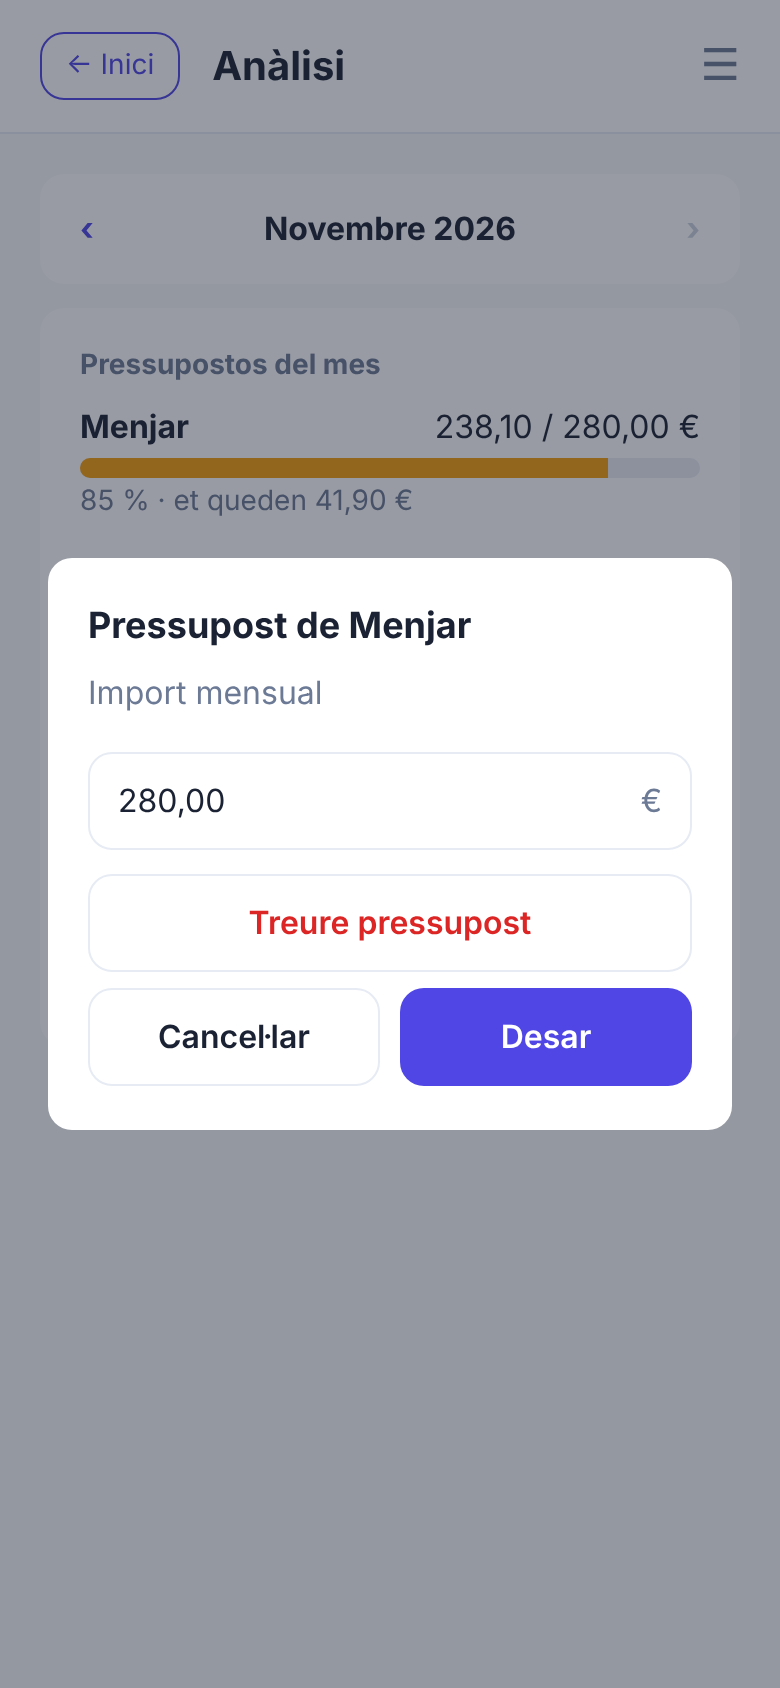 ← Inici
Anàlisi
‹ Novembre 2026 ›
Pressupostos del mes
Menjar 238,10 / 280,00 €
85 % · et queden 41,90 €
Pressupost de Menjar
Import mensual
280,00 €
Treure pressupost
Cancel·lar
Desar